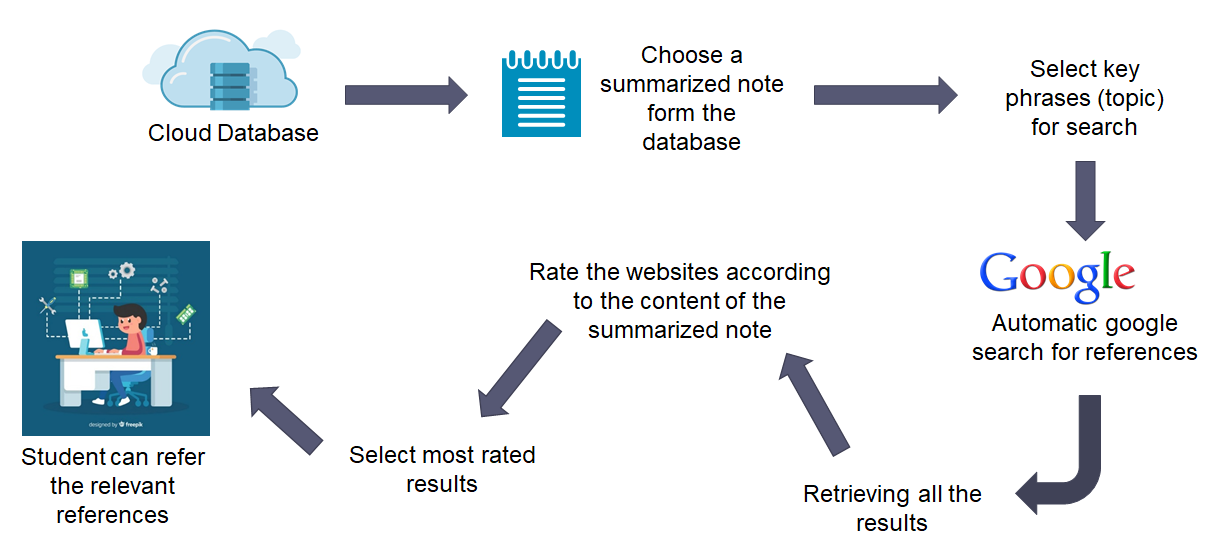 Cloud Database
Choose a
summarized note
form the
database
Select key
phrases (topic)
for search
Google
Automatic google
search for references
Retrieving all the
results
Rate the websites according
to the content of the
summarized note
Select most rated
results
designed by freepik
Student can refer
the relevant
references